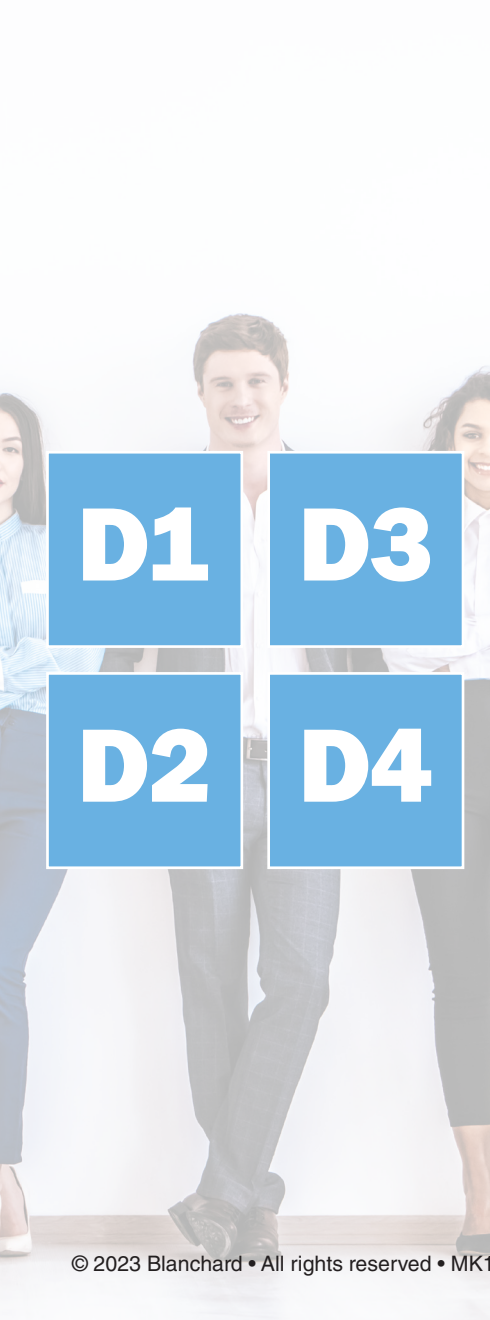 D1
D3
D2
D4
© 2023 Blanchard • All rights reserved • MK1